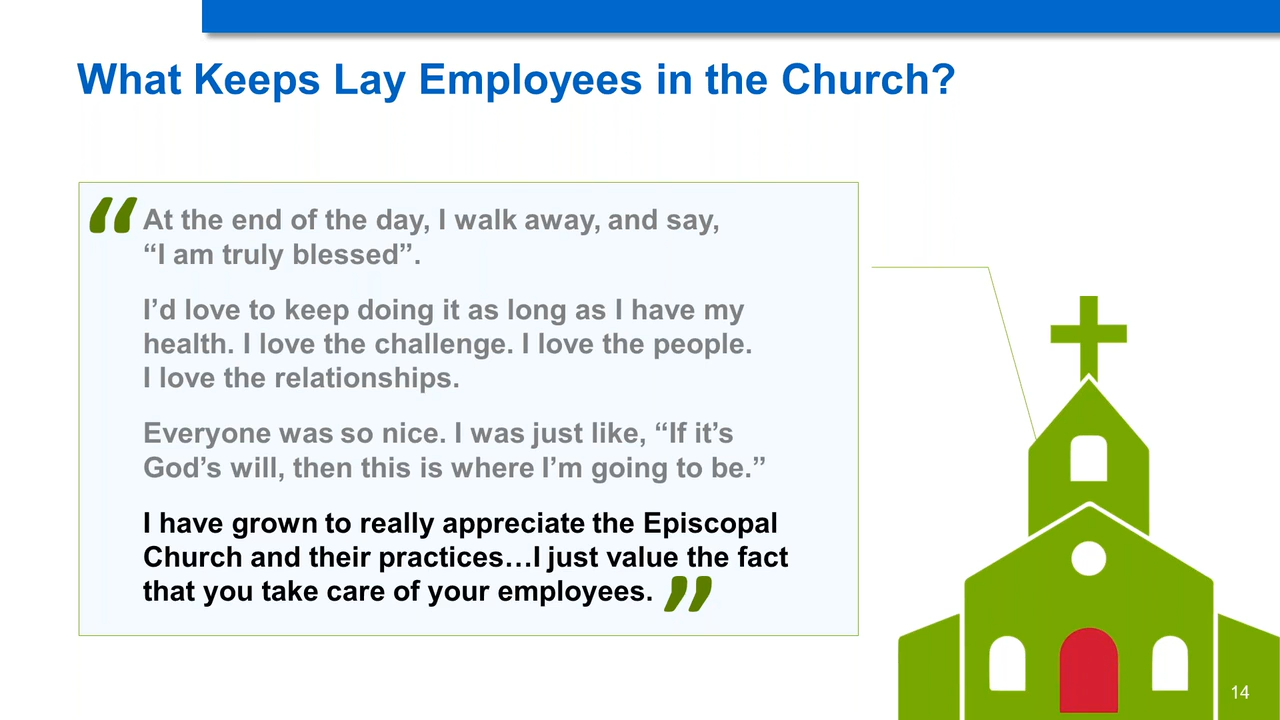 What Keeps Lay Employees in the Church?
“At the end of the day, I walk away, and say,
“I am truly blessed”.
I’d love to keep doing it as long as I have my
health. I love the challenge. I love the people.
I love the relationships.
Everyone was so nice. I was just like, “If it’s
God’s will, then this is where I’m going to be.”
I have grown to really appreciate the Episcopal
Church and their practices…I just value the fact
that you take care of your employees.”
14